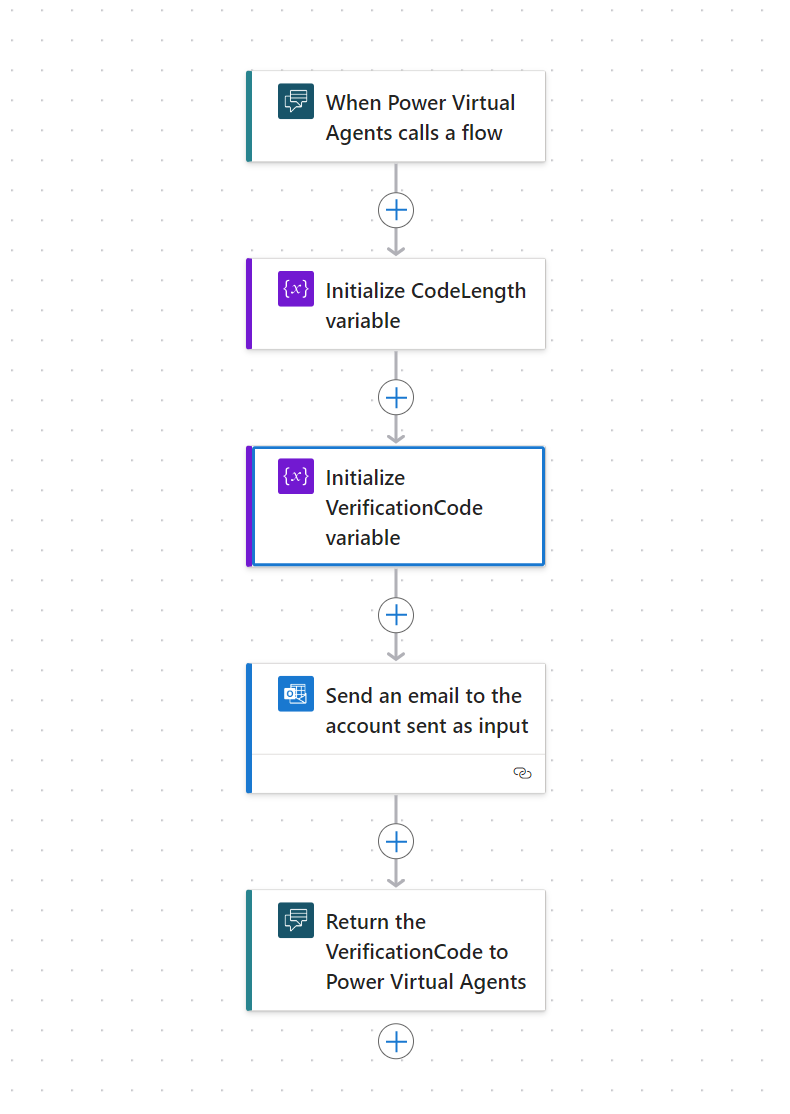 When Power Virtual
Agents calls a flow
{x}
Initialize CodeLength
variable
{x}
Initialize
VerificationCode
variable
Send an email to the
account sent as input
Return the
VerificationCode to
Power Virtual Agents